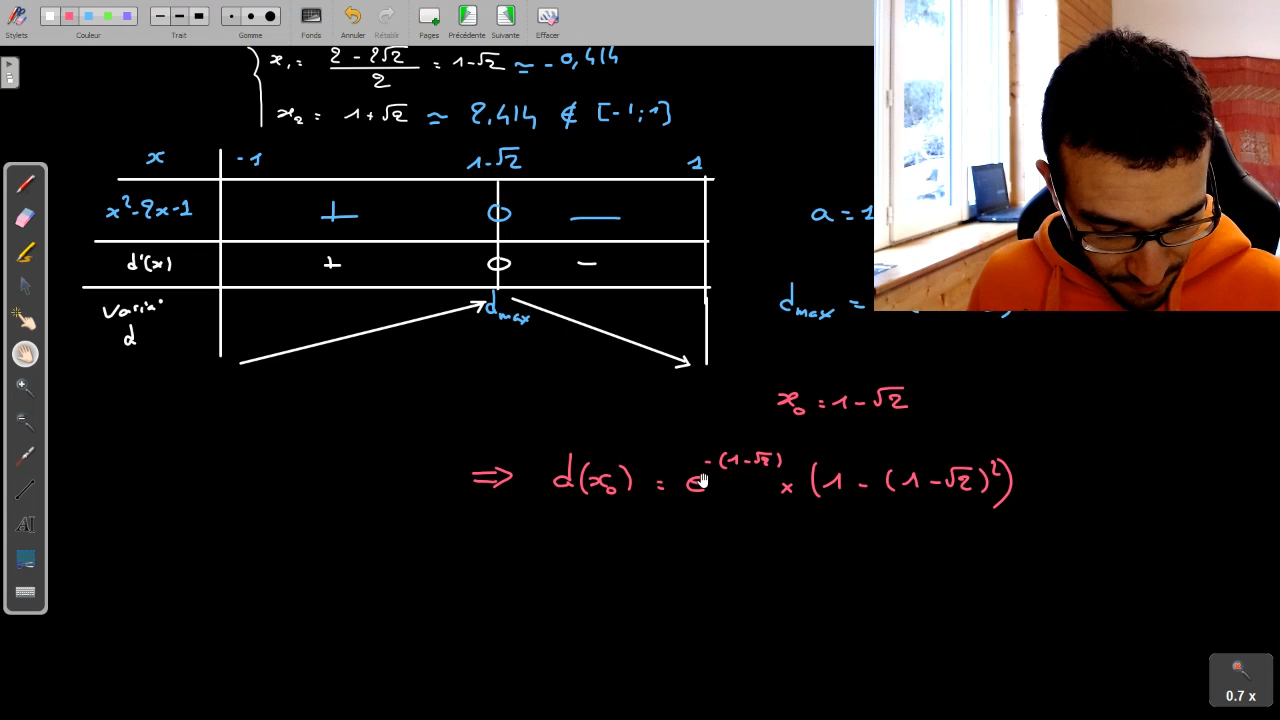 Stylets Couleur Trait Gomme Fonds Annuler Rétablir Pages Précédente Suivante Effacer
x₁ = (2 - 2√2)/2 = 1-√2 ≃ -0,414
x₂ = 1+√2 ≃ 2,414 ∉ [-1;1]
x -1 1-√2 1
x²-2x-1 + 0 —
a = 1
d'(x) + 0 -
variat°
d
d max
d max =
x₀ = 1-√2
⇒ d(x₀) = e^-(1-√2) × (1 - (1-√2)²)
0.7 x